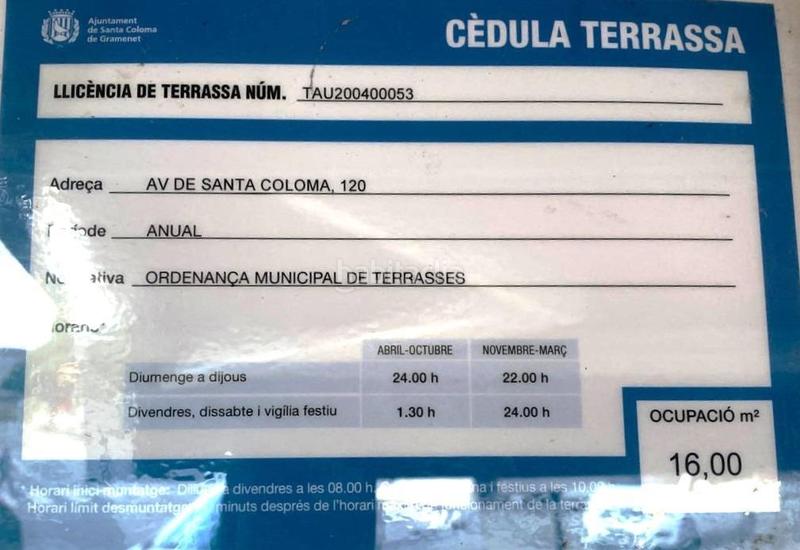 Ajuntament
de Santa Coloma
de Gramenet
CÈDULA TERRASSA
LLICÈNCIA DE TERRASSA NÚM. TAU200400053
Adreça AV DE SANTA COLOMA, 120
ANUAL
ORDENANÇA MUNICIPAL DE TERRASSES
ABRIL-OCTUBRE NOVEMBRE-MARÇ
Diumenge a dijous 24.00 h 22.00 h
Divendres, dissabte i vigília festiu 1.30 h 24.00 h
OCUPACIÓ m²
16,00
* Horari inici muntatge: a divendres a les 08.00 h. i festius a les 10.00
Horari límit desmuntatge després de l'horari de la